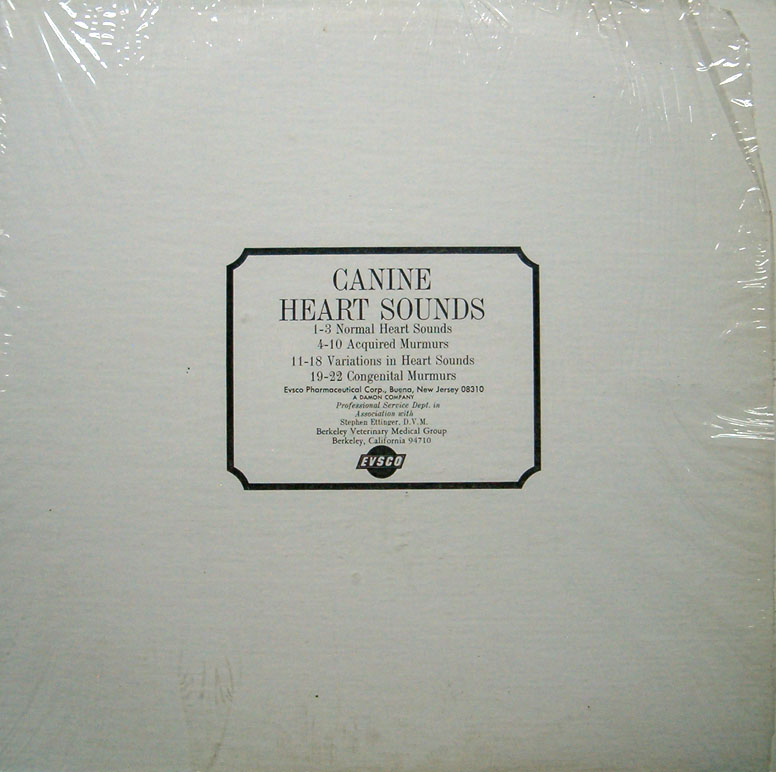 CANINE
HEART SOUNDS
1-3 Normal Heart Sounds
4-10 Acquired Murmurs
11-18 Variations in Heart Sounds
19-22 Congenital Murmurs
Evsco Pharmaceutical Corp., Buena, New Jersey 08310
A DAMON COMPANY
Professional Service Dept. in
Association with
Stephen Ettinger, D.V.M.
Berkeley Veterinary Medical Group
Berkeley, California 94710
EVSCO